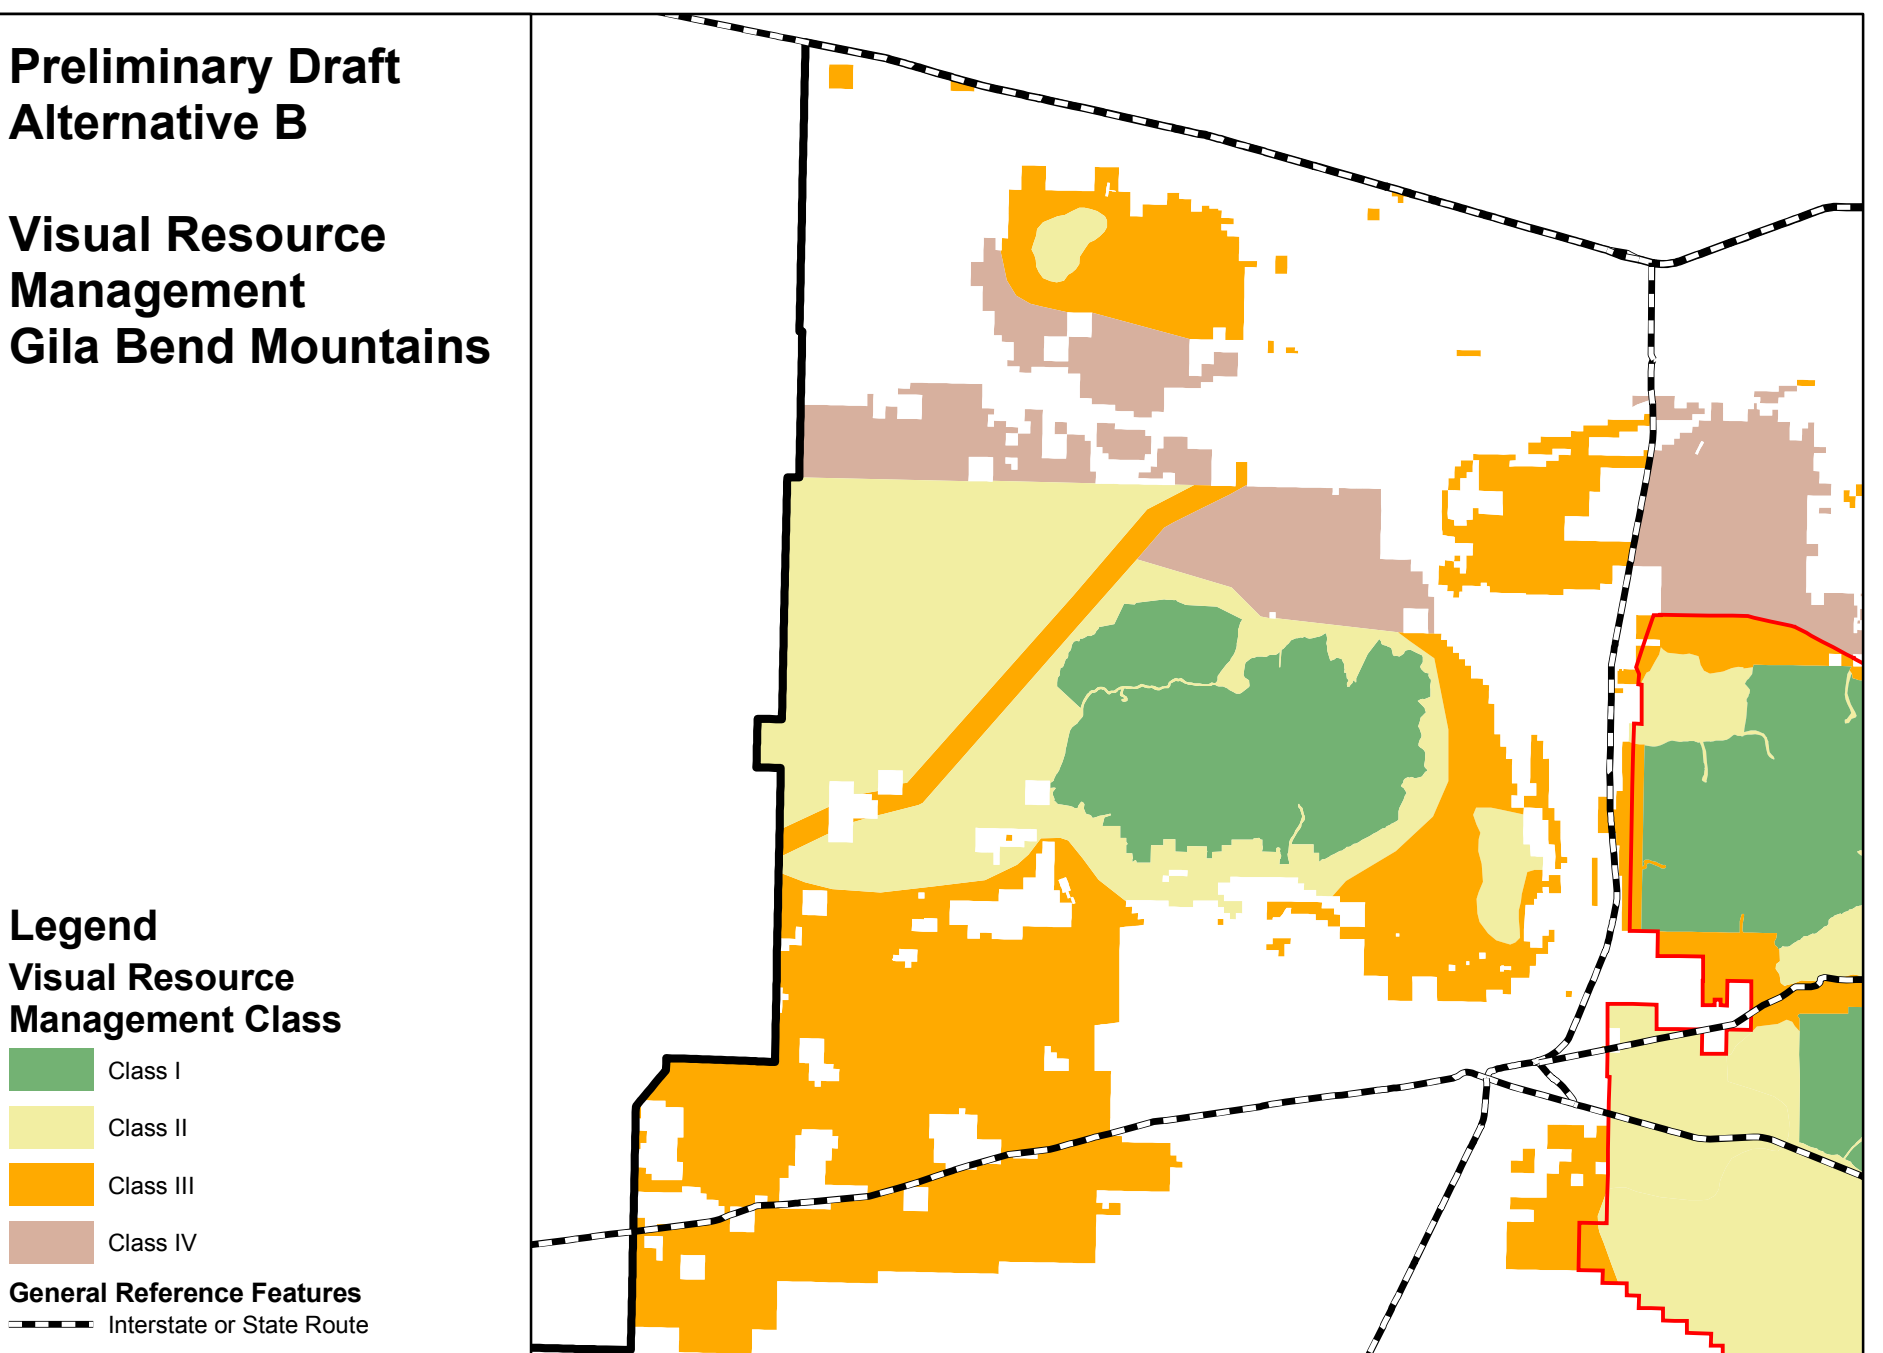 Preliminary Draft
Alternative B
Visual Resource
Management
Gila Bend Mountains
Legend
Visual Resource
Management Class
Class I
Class II
Class III
Class IV
General Reference Features
Interstate or State Route